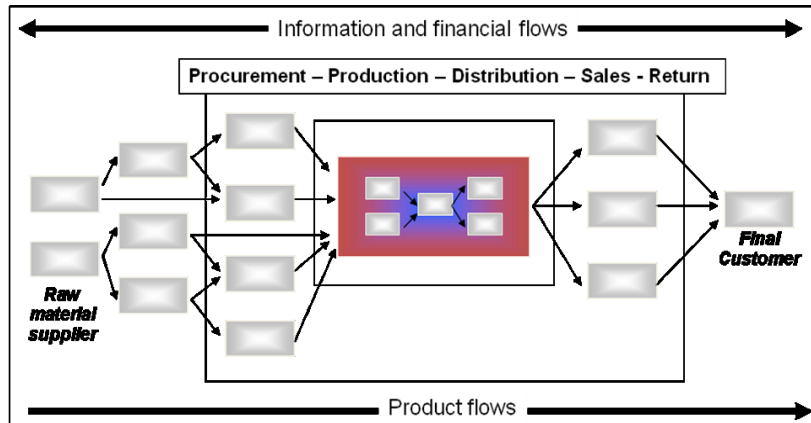 Information and financial flows
Procurement – Production – Distribution – Sales - Return
Raw
material
supplier
Final
Customer
Product flows